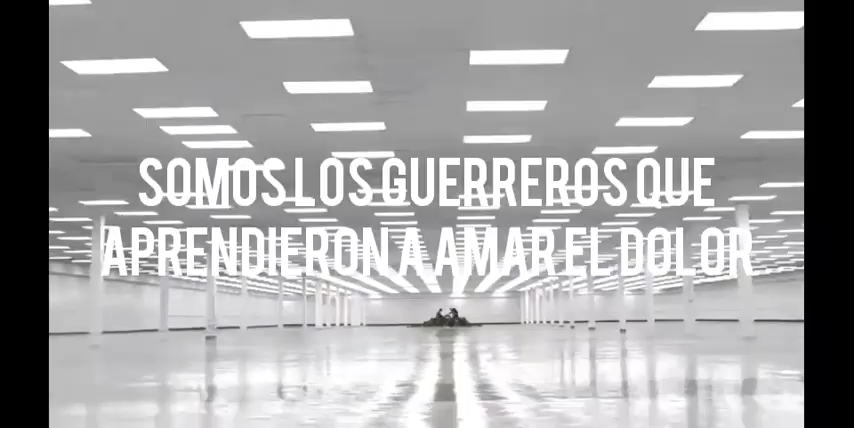 SOMOS LOS GUERREROS QUE
APRENDIERON A AMAR EL DOLOR